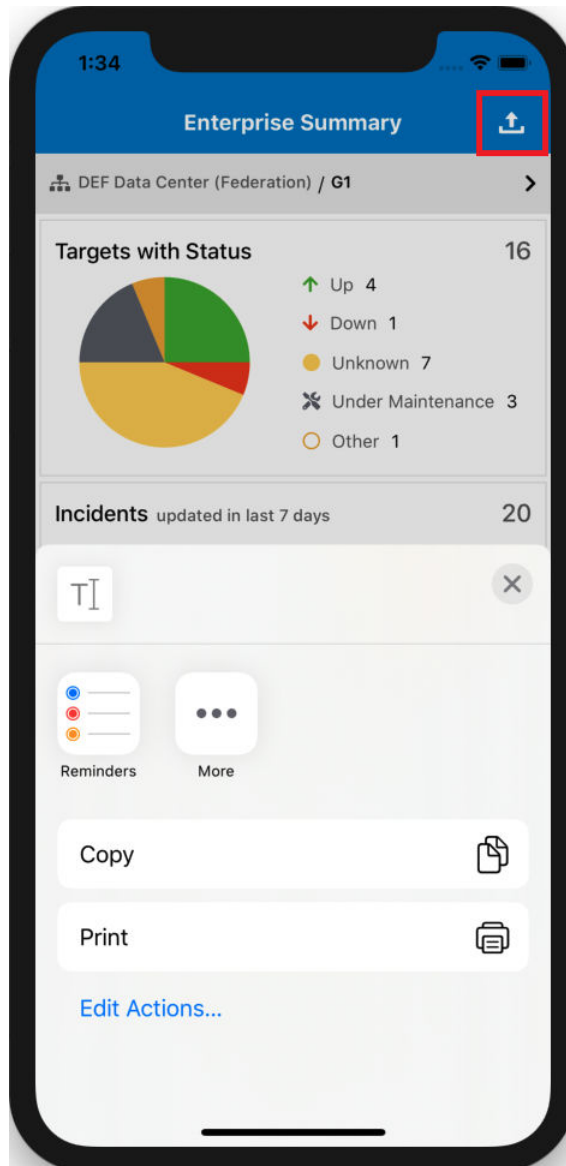 1:34
Enterprise Summary
DEF Data Center (Federation) / G1
Targets with Status 16
Up 4
Down 1
Unknown 7
Under Maintenance 3
Other 1
Incidents updated in last 7 days 20
T
Reminders
More
Copy
Print
Edit Actions...